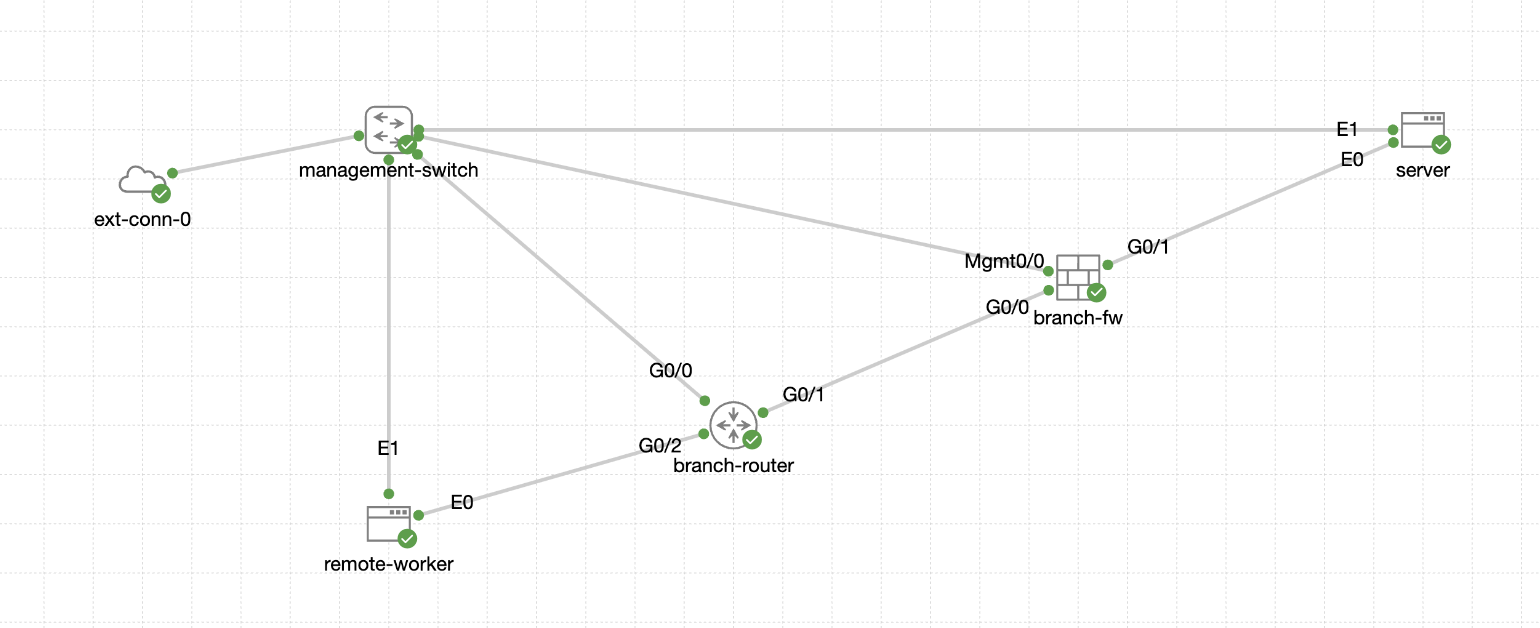 E1
management-switch
E0
server
ext-conn-0
G0/1
Mgmt0/0
G0/0
branch-fw
G0/0
G0/1
E1
G0/2
branch-router
E0
remote-worker